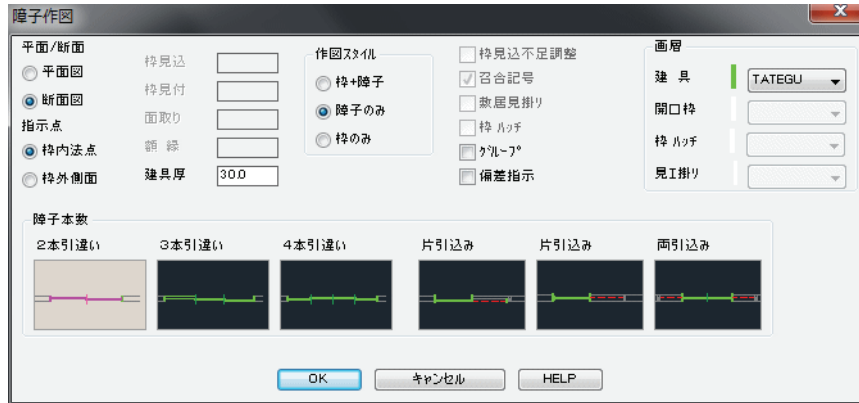 障子作図
平面/断面
平面図
断面図
指示点
枠内法点
枠外側面
枠見込
枠見付
面取り
額 縁
建具厚
30.0
作図スタイル
枠+障子
障子のみ
枠のみ
枠見込不足調整
召合記号
敷居見掛り
枠 ハッチ
グループ
偏差指示
画層
建 具
TATEGU
開口枠
枠 ハッチ
見エ掛リ
障子本数
2本引違い
3本引違い
4本引違い
片引込み
片引込み
両引込み
OK
キャンセル
HELP